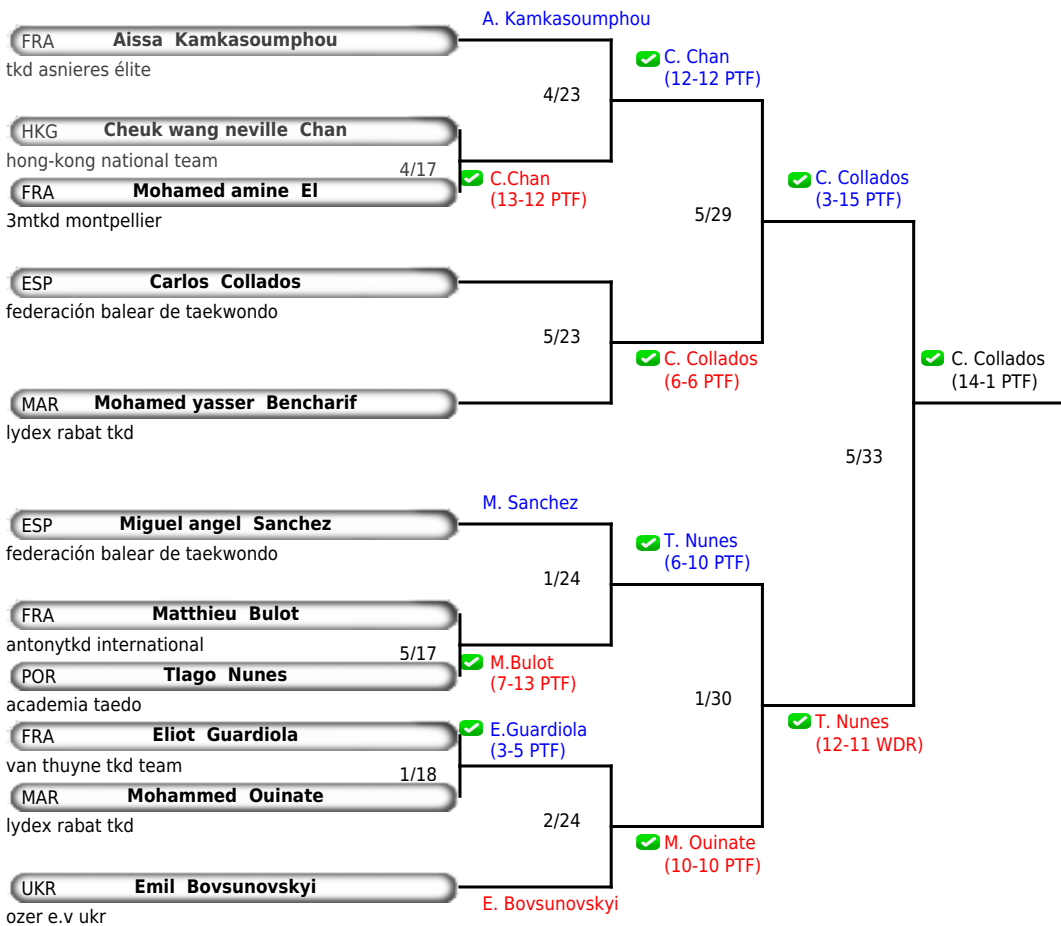 A. Kamkasoumphou
FRA Aissa Kamkasoumphou
tkd asnieres élite
C. Chan
(12-12 PTF)
4/23
HKG Cheuk wang neville Chan
hong-kong national team
4/17
FRA Mohamed amine El
3mtkd montpellier
C.Chan
(13-12 PTF)
C. Collados
(3-15 PTF)
5/29
ESP Carlos Collados
federación balear de taekwondo
5/23
C. Collados
(6-6 PTF)
C. Collados
(14-1 PTF)
MAR Mohamed yasser Bencharif
lydex rabat tkd
5/33
M. Sanchez
ESP Miguel angel Sanchez
federación balear de taekwondo
T. Nunes
(6-10 PTF)
1/24
FRA Matthieu Bulot
antonytkd international
5/17
POR TIago Nunes
academia taedo
M.Bulot
(7-13 PTF)
1/30
FRA Eliot Guardiola
van thuyne tkd team
E.Guardiola
(3-5 PTF)
T. Nunes
(12-11 WDR)
1/18
MAR Mohammed Ouinate
lydex rabat tkd
2/24
M. Ouinate
(10-10 PTF)
UKR Emil Bovsunovskyi
ozer e.v ukr
E. Bovsunovskyi